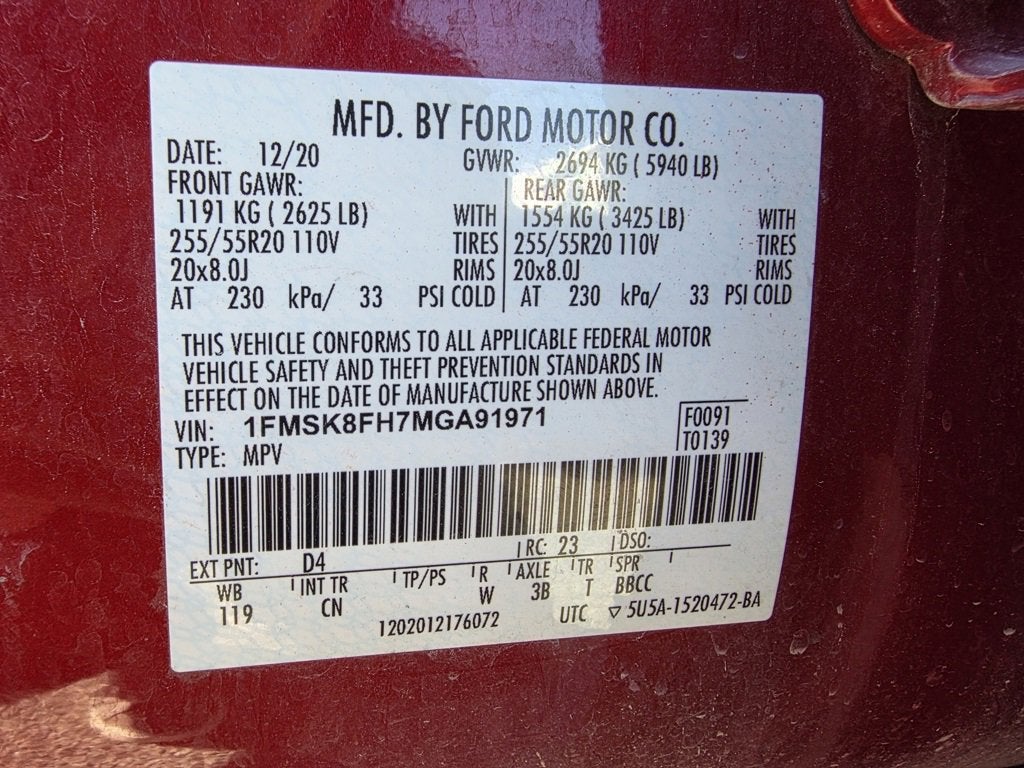 MFD. BY FORD MOTOR CO.
DATE: 12/20 GVWR: 2694 KG ( 5940 LB)
FRONT GAWR: REAR GAWR:
1191 KG ( 2625 LB) WITH 1554 KG ( 3425 LB) WITH
255/55R20 110V TIRES 255/55R20 110V TIRES
20x8.0J RIMS 20x8.0J RIMS
AT 230 kPa/ 33 PSI COLD AT 230 kPa/ 33 PSI COLD
THIS VEHICLE CONFORMS TO ALL APPLICABLE FEDERAL MOTOR
VEHICLE SAFETY AND THEFT PREVENTION STANDARDS IN
EFFECT ON THE DATE OF MANUFACTURE SHOWN ABOVE.
VIN: 1FMSK8FH7MGA91971 F0091
TYPE: MPV T0139
EXT PNT: D4 RC: 23 DSO:
WB INT TR TP/PS R AXLE TR SPR
119 CN W 3B T BBCC
1202012176072 UTC ▽ 5U5A-1520472-BA